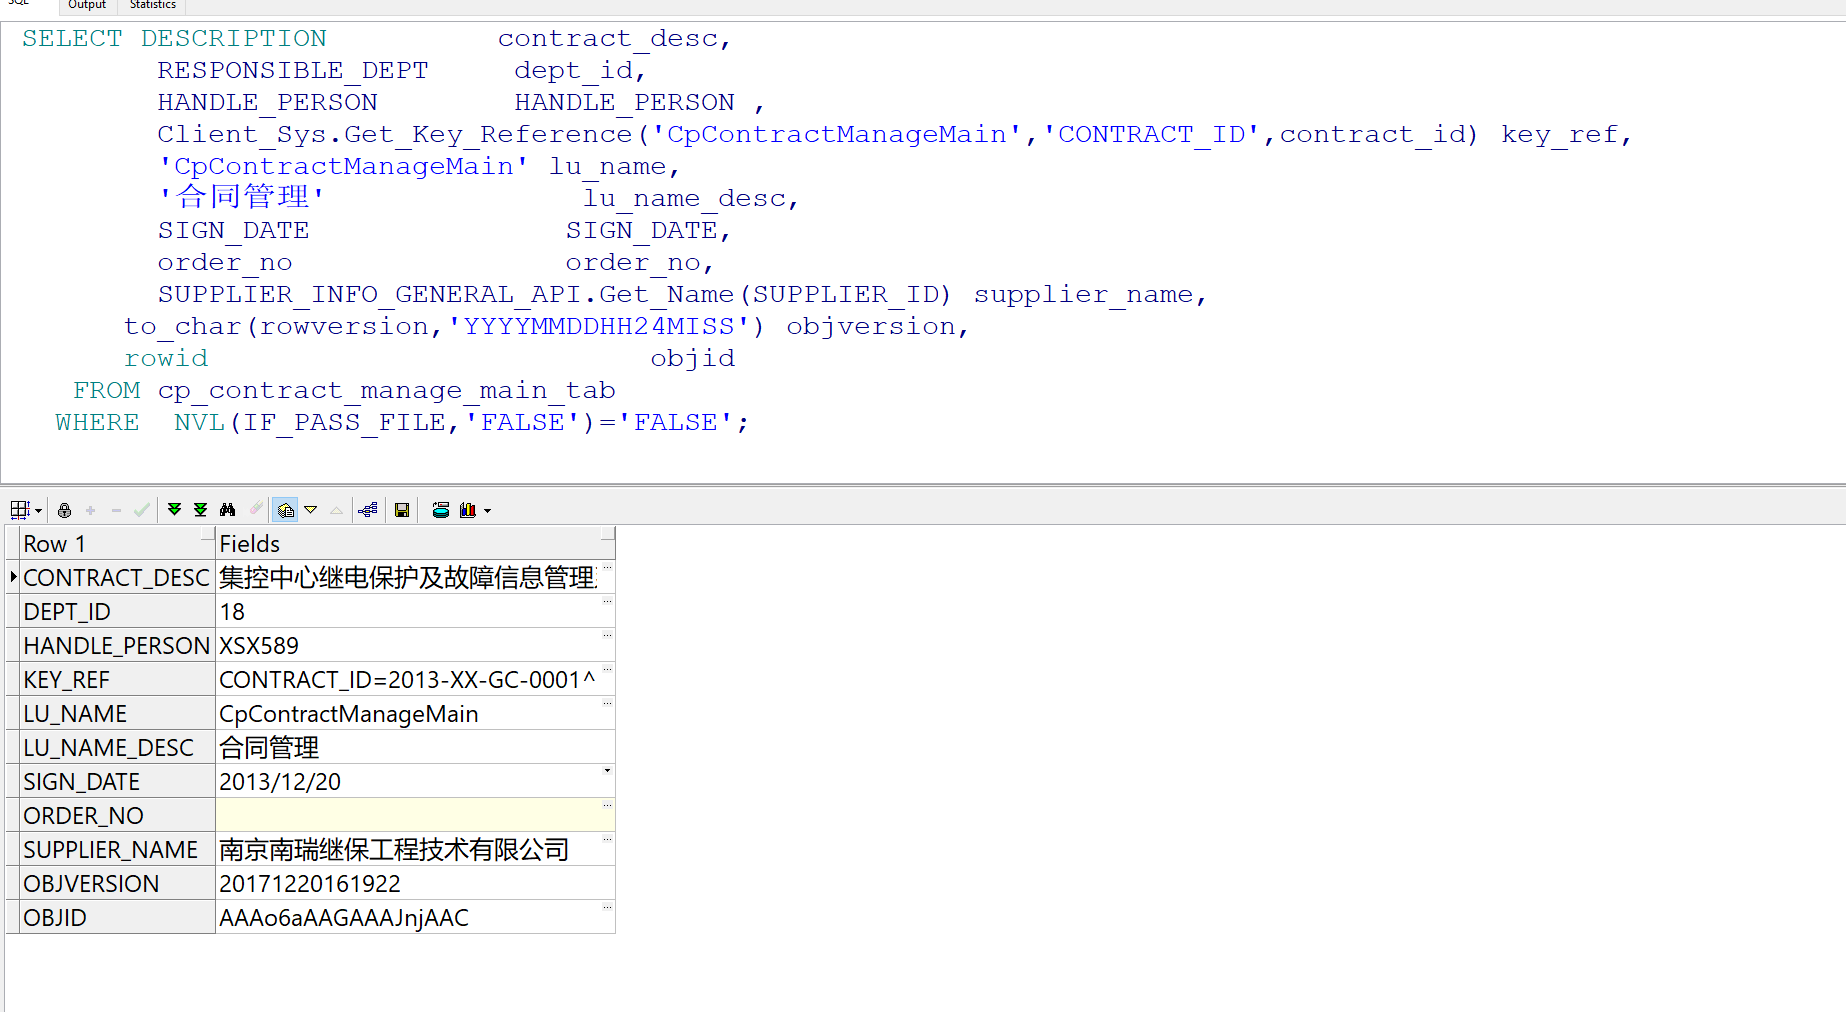 SQL Output Statistics
SELECT DESCRIPTION contract_desc,
RESPONSIBLE_DEPT dept_id,
HANDLE_PERSON HANDLE_PERSON ,
Client_Sys.Get_Key_Reference('CpContractManageMain','CONTRACT_ID',contract_id) key_ref,
'CpContractManageMain' lu_name,
'合同管理' lu_name_desc,
SIGN_DATE SIGN_DATE,
order_no order_no,
SUPPLIER_INFO_GENERAL_API.Get_Name(SUPPLIER_ID) supplier_name,
to_char(rowversion,'YYYYMMDDHH24MISS') objversion,
rowid objid
FROM cp_contract_manage_main_tab
WHERE NVL(IF_PASS_FILE,'FALSE')='FALSE';
Row 1 Fields
CONTRACT_DESC 集控中心继电保护及故障信息管理
DEPT_ID 18
HANDLE_PERSON XSX589
KEY_REF CONTRACT_ID=2013-XX-GC-0001^
LU_NAME CpContractManageMain
LU_NAME_DESC 合同管理
SIGN_DATE 2013/12/20
ORDER_NO
SUPPLIER_NAME 南京南瑞继保工程技术有限公司
OBJVERSION 20171220161922
OBJID AAAo6aAAGAAAJnjAAC